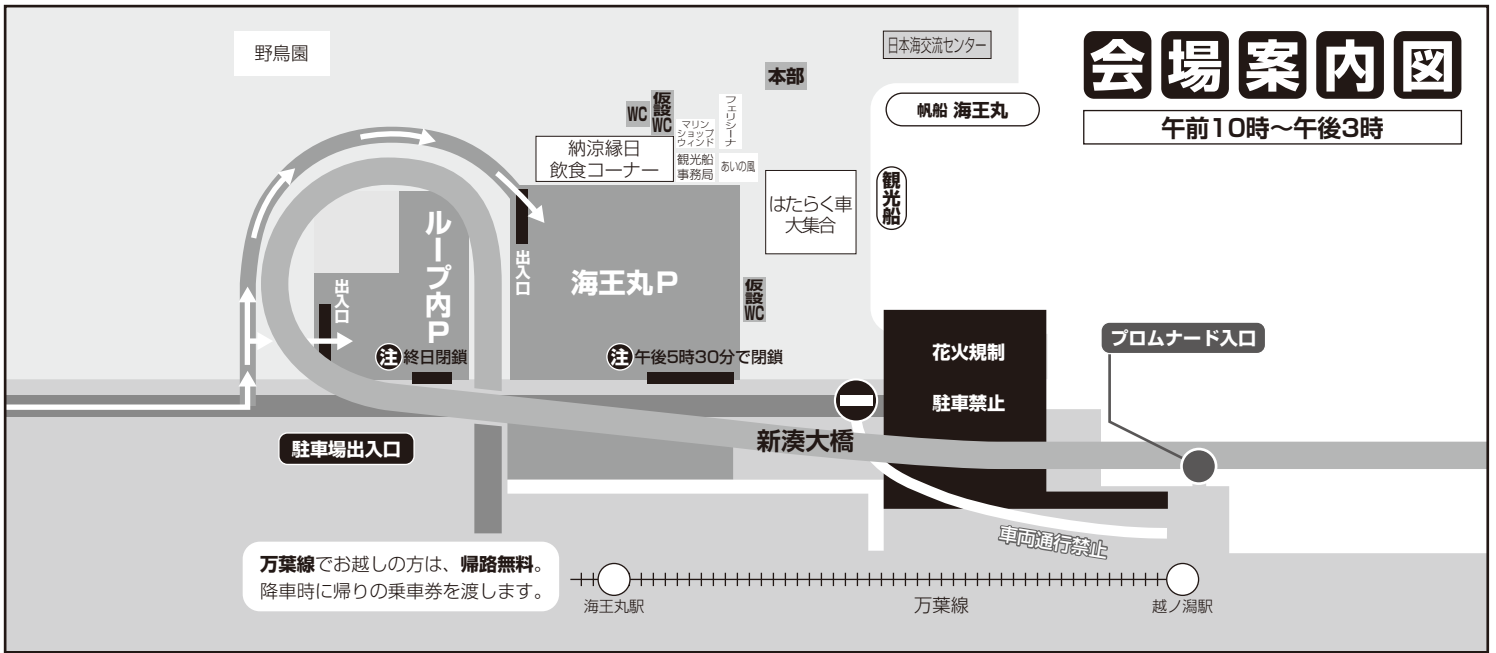 会場案内図
午前10時～午後3時
野鳥園
日本海交流センター
本部
帆船 海王丸
WC
仮設
WC
フェリシーナ
マリン
ショップ
ウィンド
納涼縁日
飲食コーナー
観光船
事務局
あいの風
はたらく車
大集合
観光船
ループ内P
出入口
出入口
海王丸P
仮設
WC
注 終日閉鎖
注 午後5時30分で閉鎖
花火規制
駐車禁止
プロムナード入口
駐車場出入口
新湊大橋
車両通行禁止
万葉線でお越しの方は、帰路無料。
降車時に帰りの乗車券を渡します。
海王丸駅
万葉線
越ノ潟駅